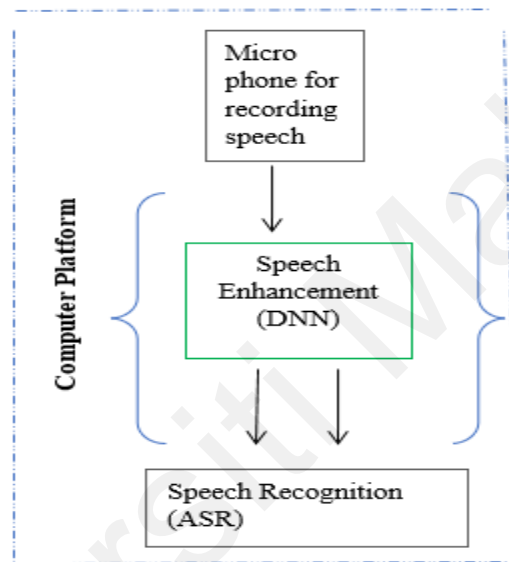 Micro
phone for
recording
speech
Computer Platform
Speech
Enhancement
(DNN)
Speech Recognition
(ASR)